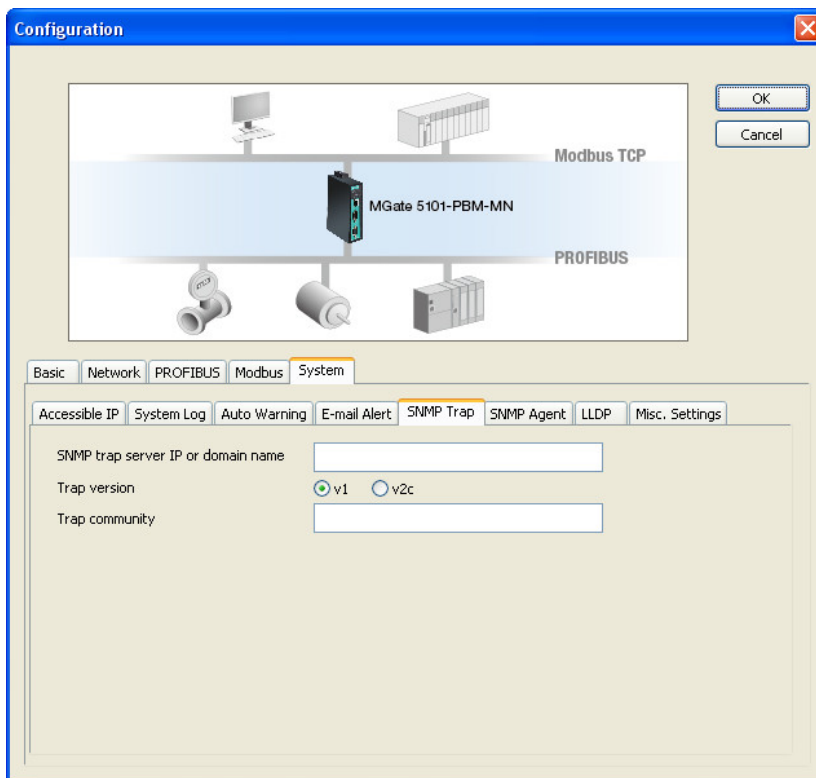 Configuration
OK
Cancel
Modbus TCP
MGate 5101-PBM-MN
PROFIBUS
Basic Network PROFIBUS Modbus System
Accessible IP System Log Auto Warning E-mail Alert SNMP Trap SNMP Agent LLDP Misc. Settings
SNMP trap server IP or domain name
Trap version v1 v2c
Trap community